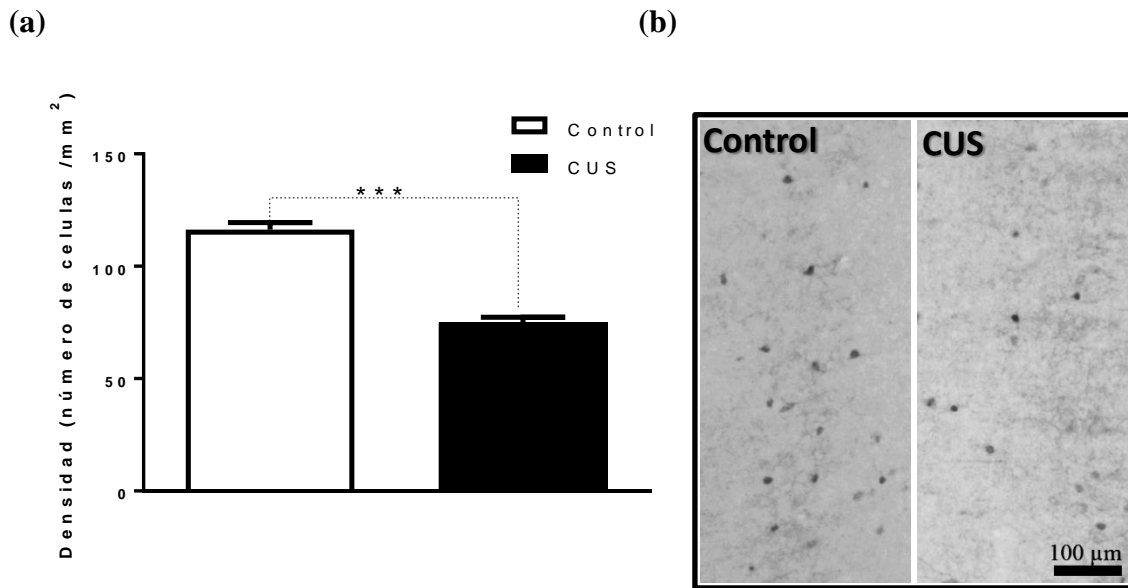 (a)
(b)
Densidad (número de celulas /mm²)
150
100
50
0
Control
CUS
***
Control
CUS
100 µm